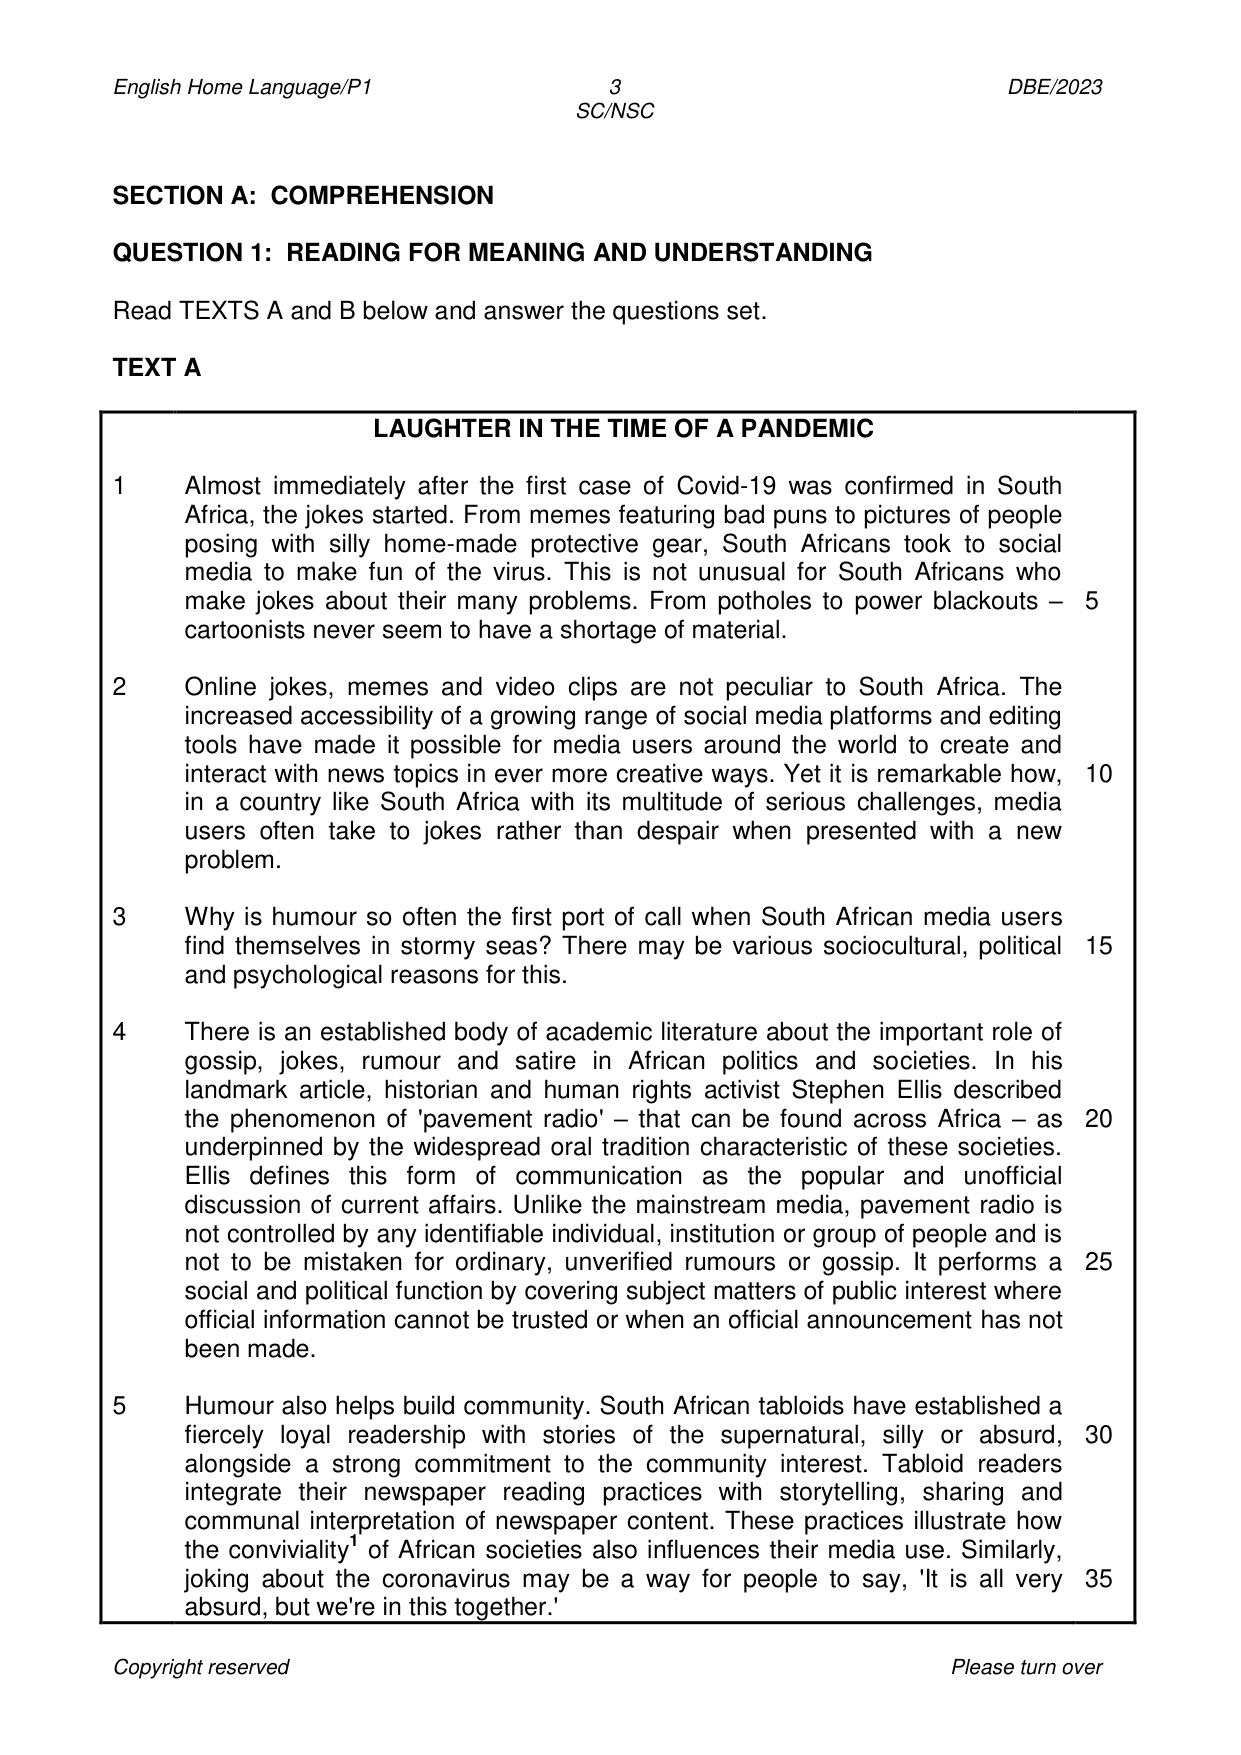 English Home Language/P1 3 DBE/2023
SC/NSC
SECTION A: COMPREHENSION
QUESTION 1: READING FOR MEANING AND UNDERSTANDING
Read TEXTS A and B below and answer the questions set.
TEXT A
LAUGHTER IN THE TIME OF A PANDEMIC
1 Almost immediately after the first case of Covid-19 was confirmed in South
Africa, the jokes started. From memes featuring bad puns to pictures of people
posing with silly home-made protective gear, South Africans took to social
media to make fun of the virus. This is not unusual for South Africans who
make jokes about their many problems. From potholes to power blackouts – 5
cartoonists never seem to have a shortage of material.
2 Online jokes, memes and video clips are not peculiar to South Africa. The
increased accessibility of a growing range of social media platforms and editing
tools have made it possible for media users around the world to create and
interact with news topics in ever more creative ways. Yet it is remarkable how, 10
in a country like South Africa with its multitude of serious challenges, media
users often take to jokes rather than despair when presented with a new
problem.
3 Why is humour so often the first port of call when South African media users
find themselves in stormy seas? There may be various sociocultural, political 15
and psychological reasons for this.
4 There is an established body of academic literature about the important role of
gossip, jokes, rumour and satire in African politics and societies. In his
landmark article, historian and human rights activist Stephen Ellis described
the phenomenon of 'pavement radio' – that can be found across Africa – as 20
underpinned by the widespread oral tradition characteristic of these societies.
Ellis defines this form of communication as the popular and unofficial
discussion of current affairs. Unlike the mainstream media, pavement radio is
not controlled by any identifiable individual, institution or group of people and is
not to be mistaken for ordinary, unverified rumours or gossip. It performs a 25
social and political function by covering subject matters of public interest where
official information cannot be trusted or when an official announcement has not
been made.
5 Humour also helps build community. South African tabloids have established a
fiercely loyal readership with stories of the supernatural, silly or absurd, 30
alongside a strong commitment to the community interest. Tabloid readers
integrate their newspaper reading practices with storytelling, sharing and
communal interpretation of newspaper content. These practices illustrate how
the conviviality¹ of African societies also influences their media use. Similarly,
joking about the coronavirus may be a way for people to say, 'It is all very 35
absurd, but we're in this together.'
Copyright reserved Please turn over